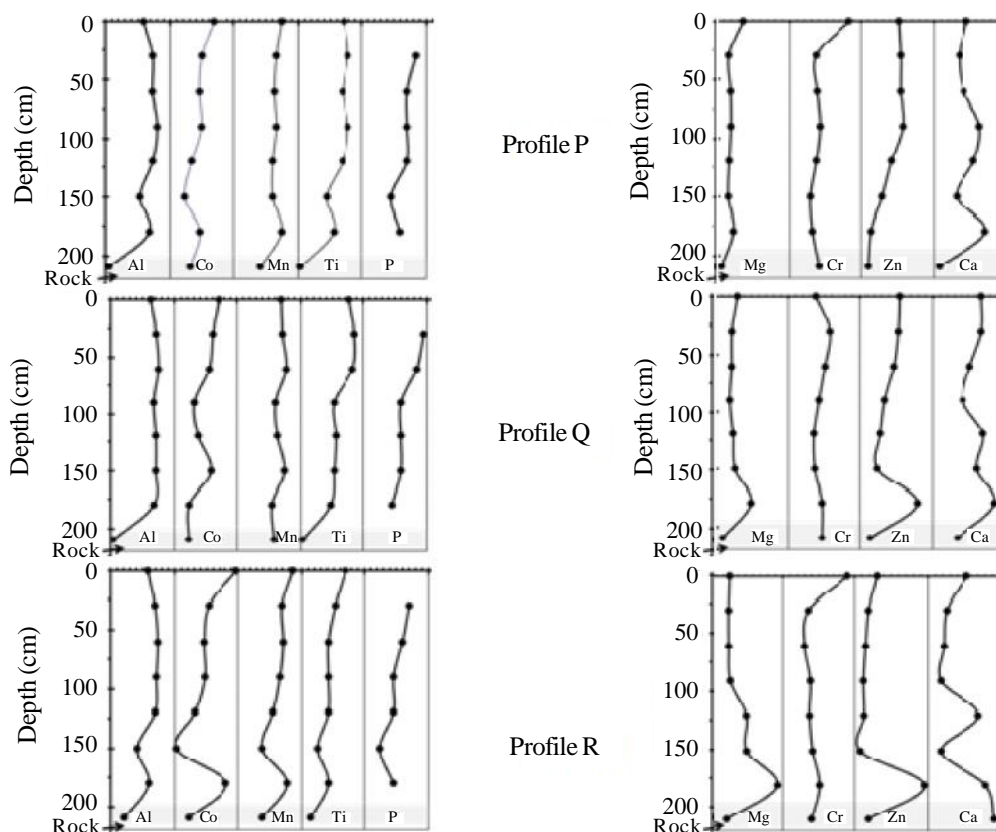 0
50
100
150
200
Depth (cm)
Rock
Al Co Mn Ti P
Profile P
0
50
100
150
200
Depth (cm)
Rock
Mg Cr Zn Ca
0
50
100
150
200
Depth (cm)
Rock
Al Co Mn Ti P
Profile Q
0
50
100
150
200
Depth (cm)
Rock
Mg Cr Zn Ca
0
50
100
150
200
Depth (cm)
Rock
Al Co Mn Ti P
Profile R
0
50
100
150
200
Depth (cm)
Rock
Mg Cr Zn Ca